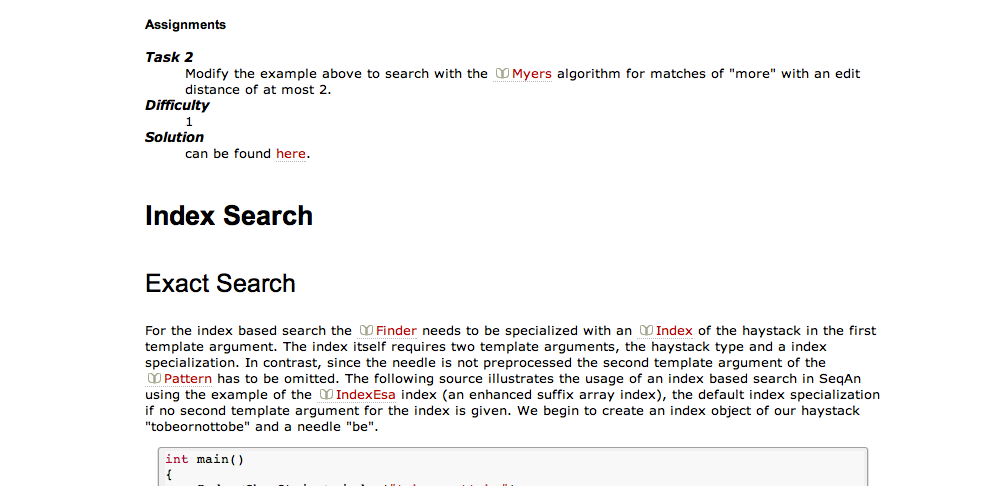 Assignments
Task 2
Modify the example above to search with the Myers algorithm for matches of "more" with an edit
distance of at most 2.
Difficulty
1
Solution
can be found here.
Index Search
Exact Search
For the index based search the Finder needs to be specialized with an Index of the haystack in the first
template argument. The index itself requires two template arguments, the haystack type and a index
specialization. In contrast, since the needle is not preprocessed the second template argument of the
Pattern has to be omitted. The following source illustrates the usage of an index based search in SeqAn
using the example of the IndexEsa index (an enhanced suffix array index), the default index specialization
if no second template argument for the index is given. We begin to create an index object of our haystack
"tobeornottobe" and a needle "be".
int main()
{